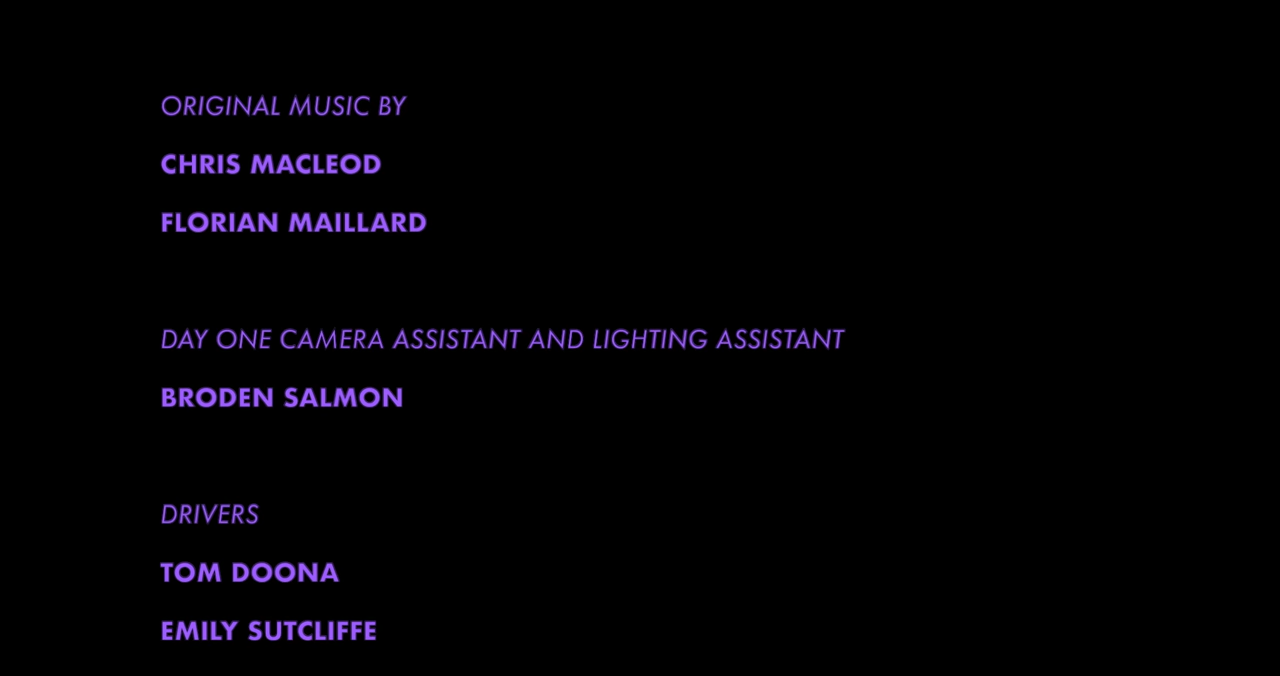 ORIGINAL MUSIC BY
CHRIS MACLEOD
FLORIAN MAILLARD
DAY ONE CAMERA ASSISTANT AND LIGHTING ASSISTANT
BRODEN SALMON
DRIVERS
TOM DOONA
EMILY SUTCLIFFE